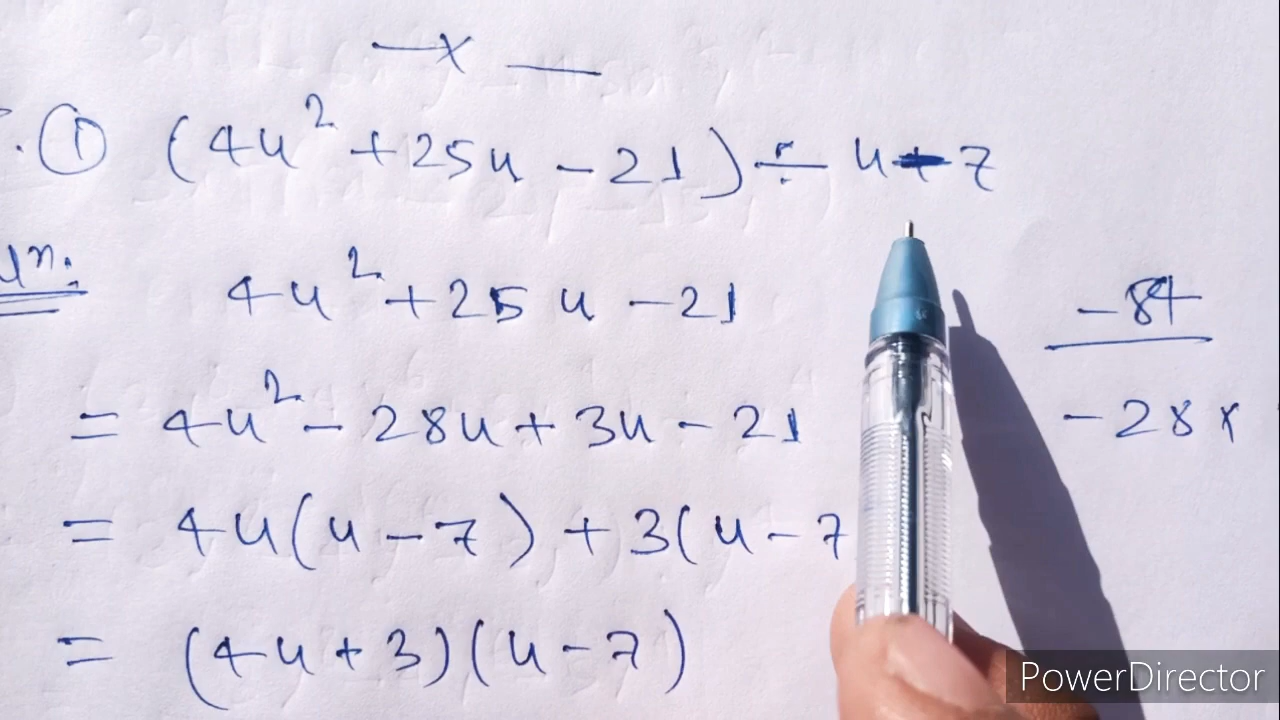 —x—
① (4u² + 25u - 21) ÷ u - 7
4u² + 25u - 21
-84
= 4u² - 28u + 3u - 21
-28x
= 4u(u - 7) + 3(u - 7
= (4u + 3)(u - 7)
PowerDirector